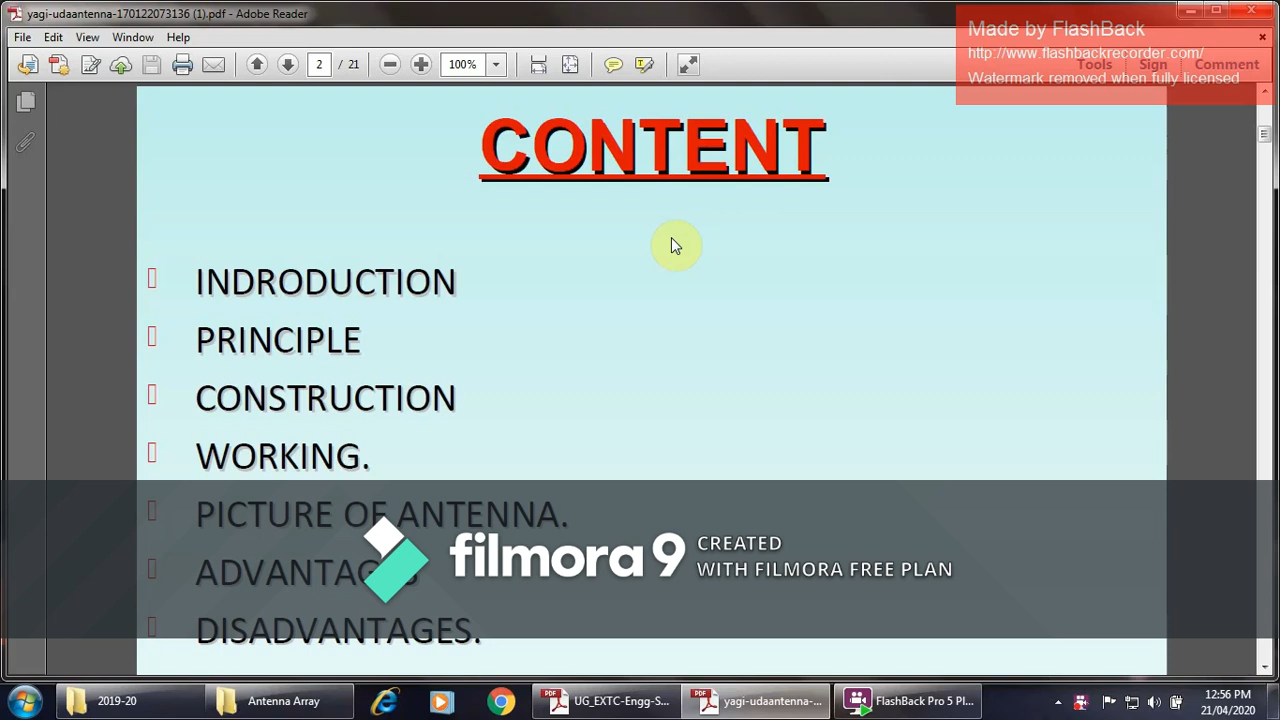 yagi-udaantenna-170122073136 (1).pdf - Adobe Reader
File Edit View Window Help
Made by FlashBack
http://www.flashbackrecorder.com/
Watermark removed when fully licensed
2 / 21
100%
Tools Sign Comment
CONTENT
INDRODUCTION
PRINCIPLE
CONSTRUCTION
WORKING.
PICTURE OF ANTENNA.
ADVANTAGES
DISADVANTAGES.
filmora 9
CREATED
WITH FILMORA FREE PLAN
2019-20
Antenna Array
UG_EXTC-Engg-S...
yagi-udaantenna-...
FlashBack Pro 5 Pl...
12:56 PM
21/04/2020